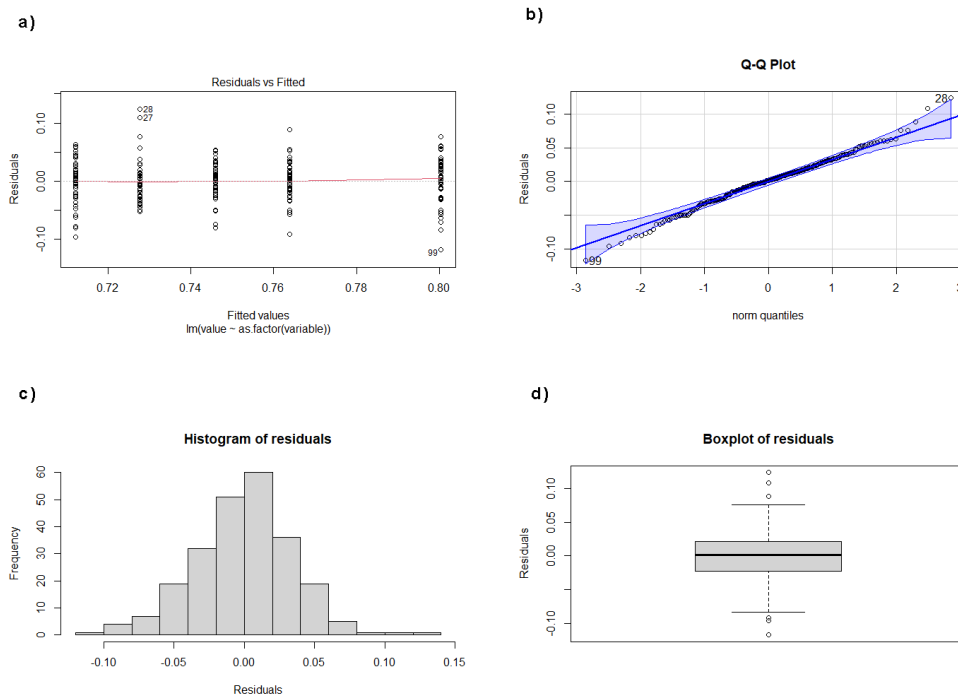 a)
Residuals vs Fitted
Residuals
0.10
0.00
-0.10
28
27
99
0.72
0.74
0.76
0.78
0.80
Fitted values
lm(value ~ as.factor(variable))
b)
Q-Q Plot
Residuals
0.10
0.05
0.00
-0.10
28
99
-3
-2
-1
0
1
2
3
norm quantiles
c)
Histogram of residuals
Frequency
60
50
40
30
20
10
0
-0.10
-0.05
0.00
0.05
0.10
0.15
Residuals
d)
Boxplot of residuals
Residuals
0.10
0.05
0.00
-0.10